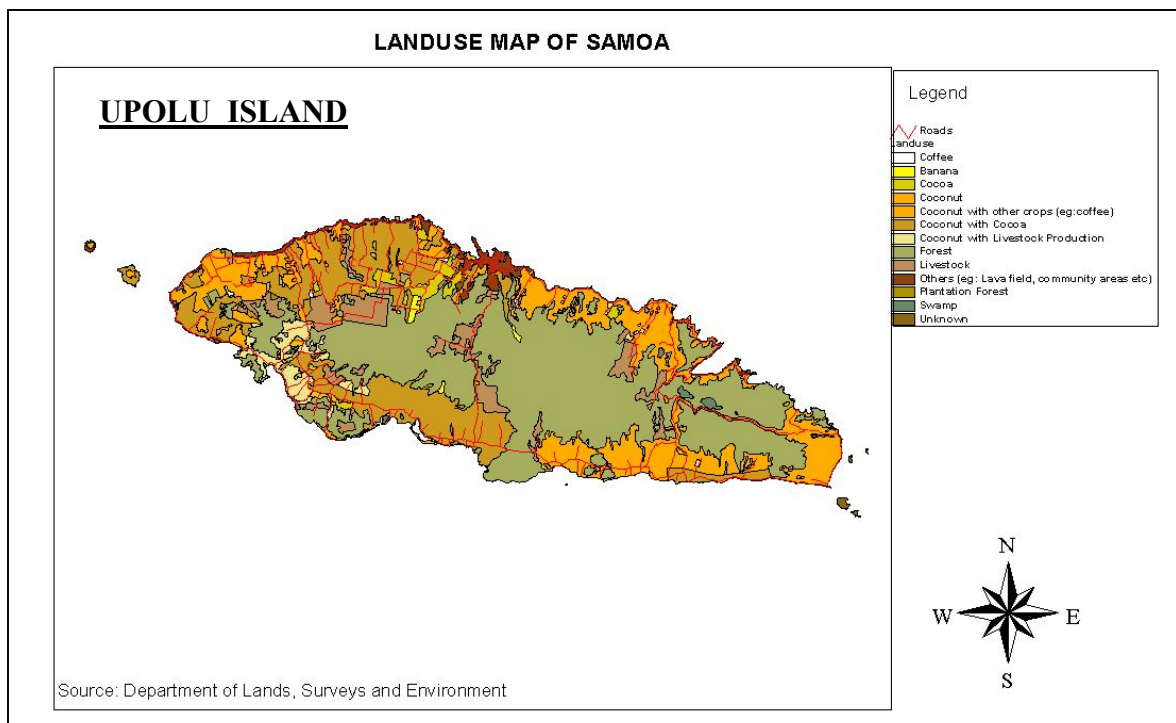 LANDUSE MAP OF SAMOA
UPOLU ISLAND
Legend
Roads
Landuse
Coffee
Banana
Cocoa
Coconut
Coconut with other crops (eg:coffee)
Coconut with Cocoa
Coconut with Livestock Production
Forest
Livestock
Others (eg: Lava field, community areas etc)
Plantation Forest
Swamp
Unknown
N
W E
S
Source: Department of Lands, Surveys and Environment